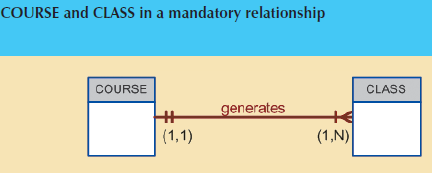 COURSE and CLASS in a mandatory relationship
COURSE
CLASS
generates
(1,1)
(1,N)